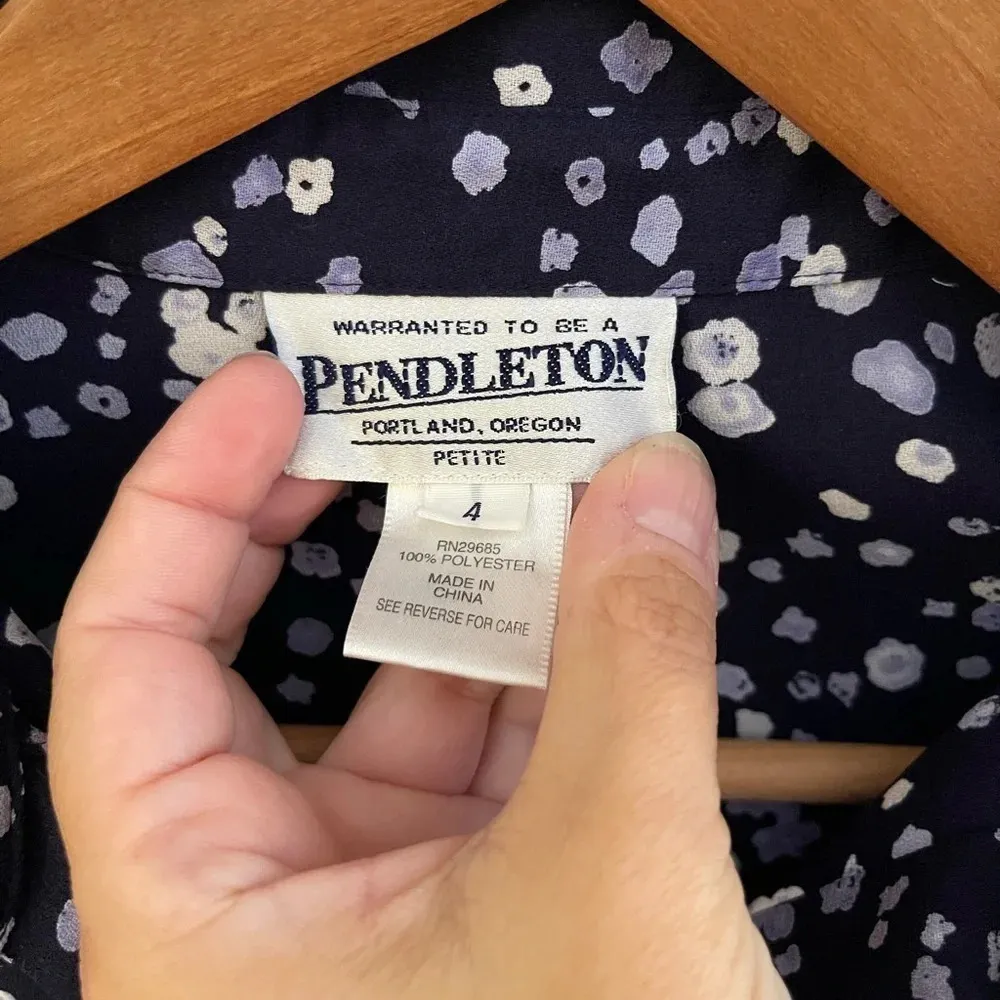 WARRANTED TO BE A
PENDLETON
PORTLAND, OREGON
PETITE
4
RN29685
100% POLYESTER
MADE IN
CHINA
SEE REVERSE FOR CARE